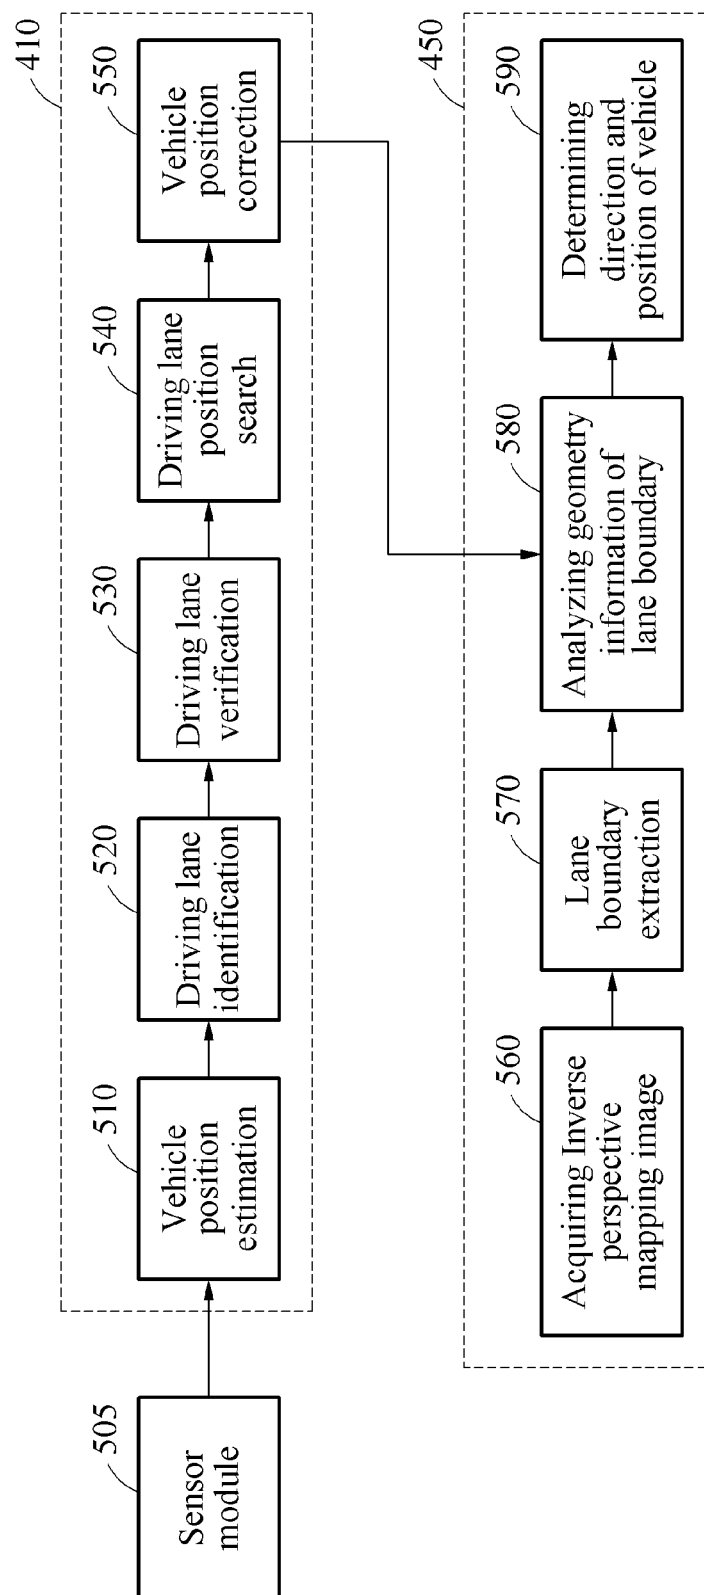 410
505
Sensor
module
510
Vehicle
position
estimation
520
Driving lane
identification
530
Driving lane
verification
540
Driving lane
position
search
550
Vehicle
position
correction
450
560
Acquiring Inverse
perspective
mapping image
570
Lane
boundary
extraction
580
Analyzing geometry
information of
lane boundary
590
Determining
direction and
position of vehicle